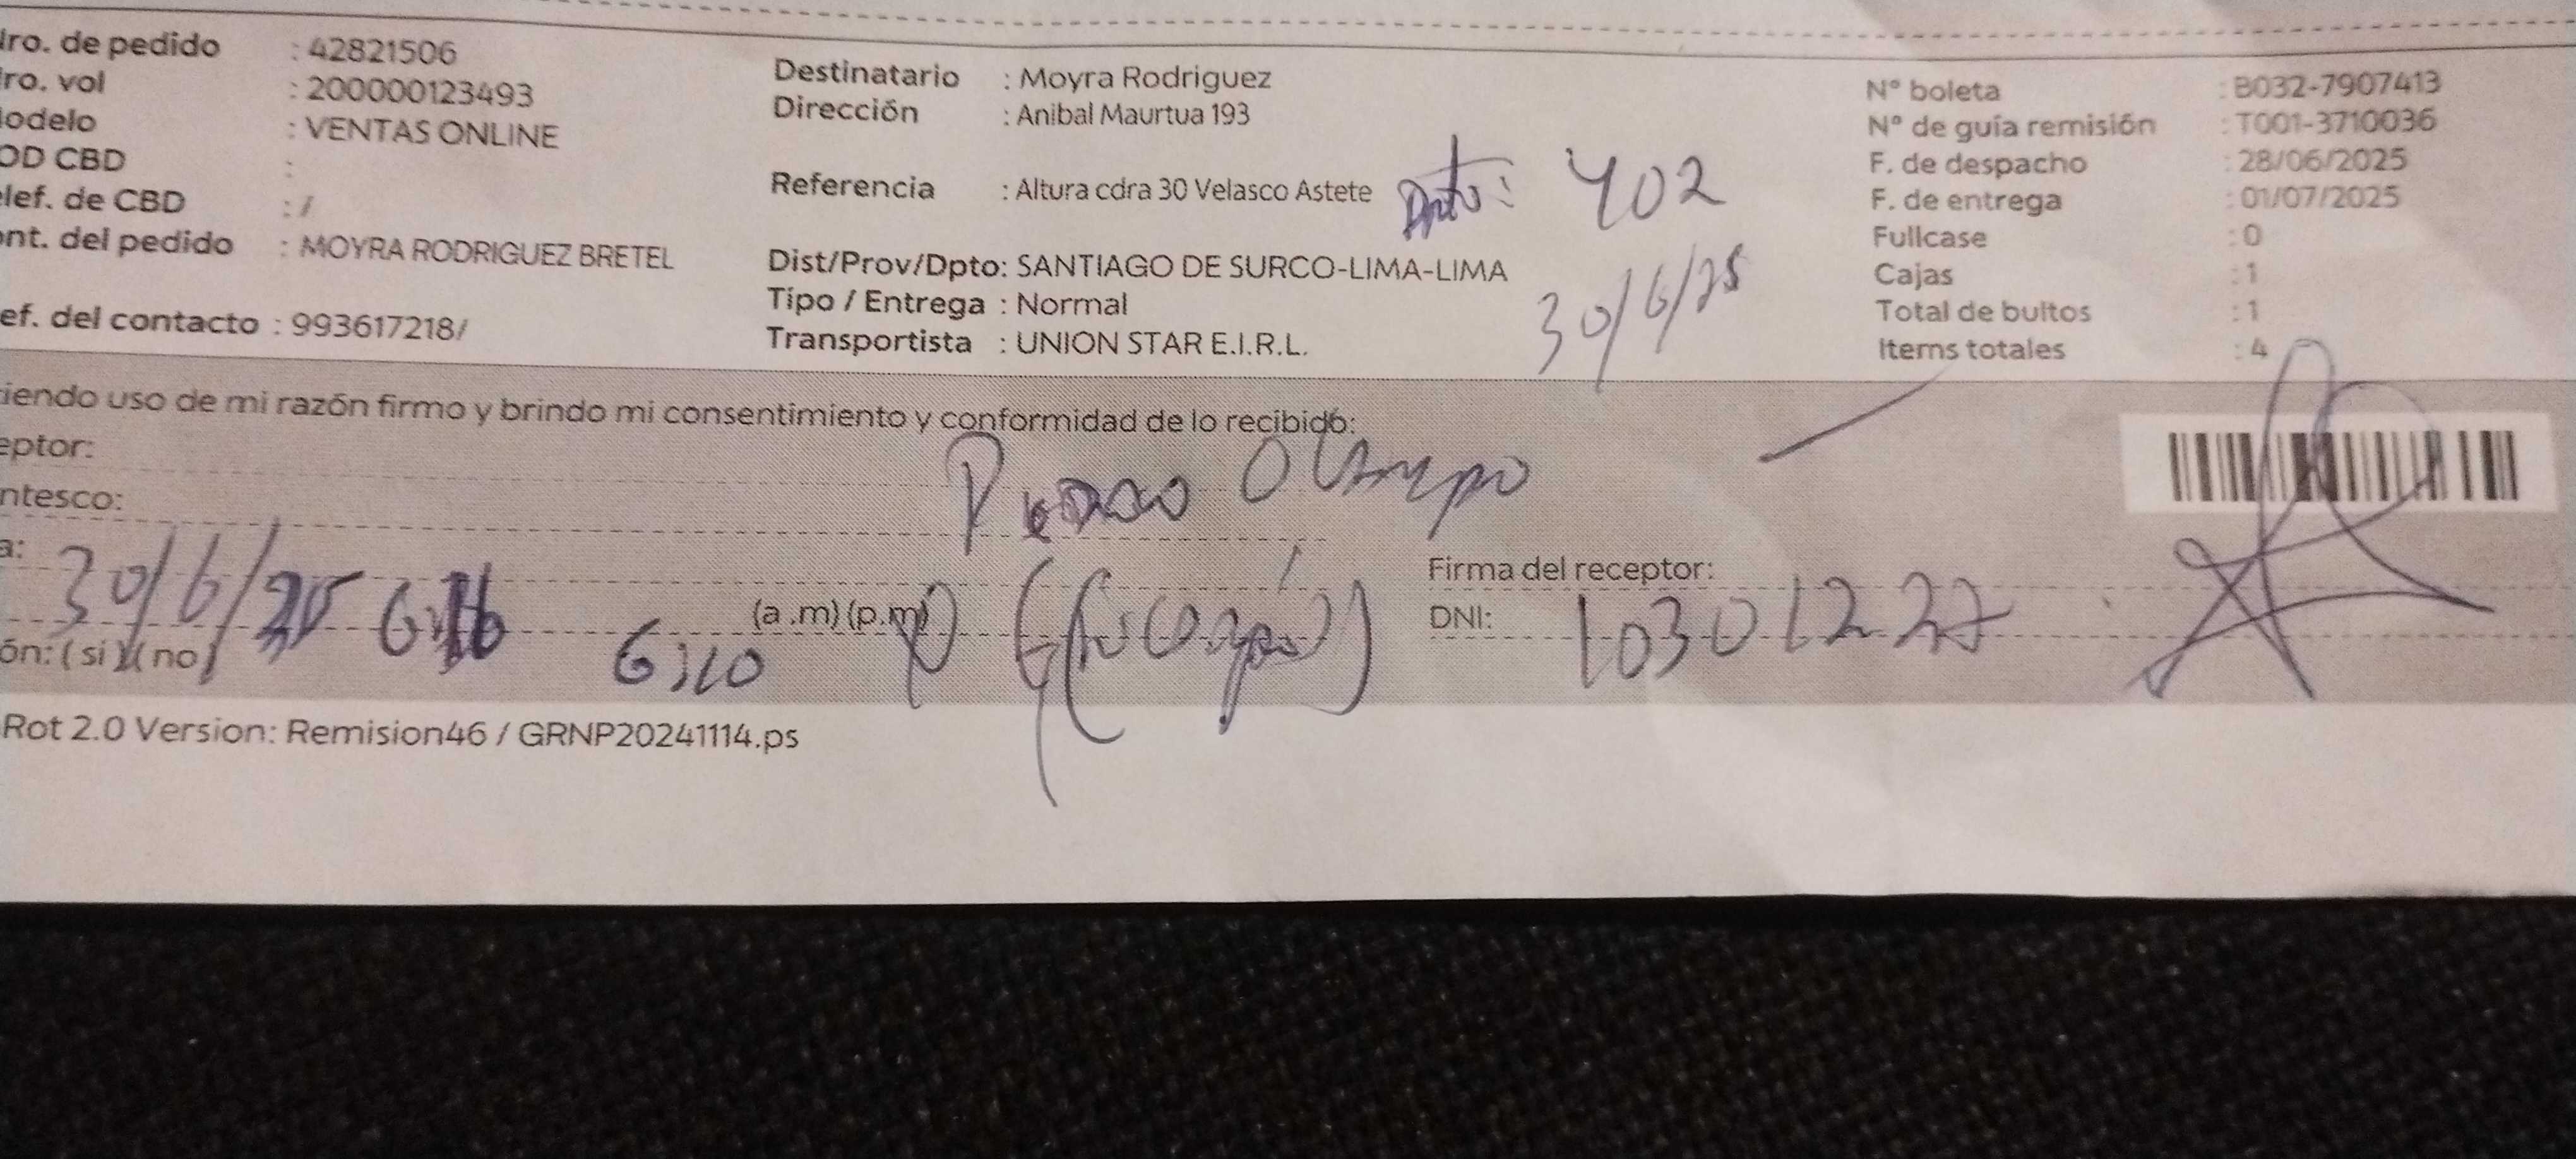 Nro. de pedido : 42821506
ro. vol : 200000123493
odelo : VENTAS ONLINE
OD CBD :
lef. de CBD : /
nt. del pedido : MOYRA RODRIGUEZ BRETEL
ef. del contacto : 993617218/
Destinatario : Moyra Rodriguez
Dirección : Anibal Maurtua 193
Referencia : Altura cdra 30 Velasco Astete Dpto: 402
Dist/Prov/Dpto: SANTIAGO DE SURCO-LIMA-LIMA
30/6/25
Tipo / Entrega : Normal
Transportista : UNION STAR E.I.R.L.
N° boleta : B032-7907413
N° de guía remisión : T001-3710036
F. de despacho : 28/06/2025
F. de entrega : 01/07/2025
Fullcase : 0
Cajas : 1
Total de bultos : 1
Items totales : 4
iendo uso de mi razón firmo y brindo mi consentimiento y conformidad de lo recibido:
eptor:
ntesco:
a: 30/6/25
(a.m) (p.m)
ón: ( si ) ( no )
Firma del receptor:
DNI: 10301227
Rot 2.0 Version: Remision46 / GRNP20241114.ps